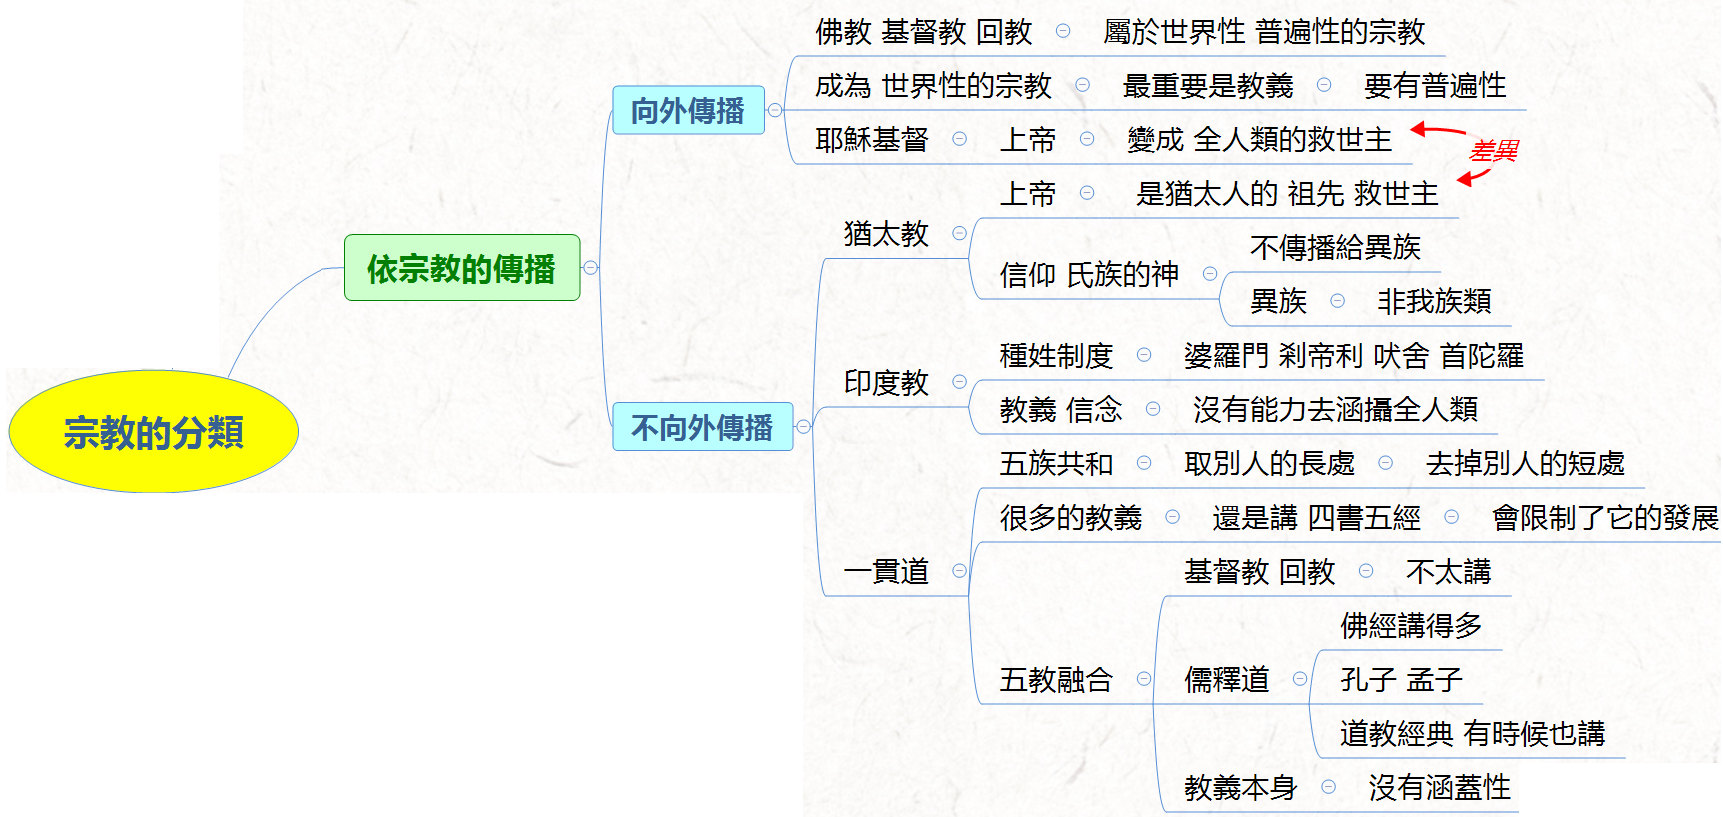 宗教的分類
依宗教的傳播
向外傳播
佛教 基督教 回教 屬於世界性 普遍性的宗教
成為 世界性的宗教 最重要是教義 要有普遍性
耶穌基督 上帝 變成 全人類的救世主
差異
不向外傳播
猶太教
上帝 是猶太人的 祖先 救世主
信仰 氏族的神
不傳播給異族
異族 非我族類
印度教
種姓制度 婆羅門 剎帝利 吠舍 首陀羅
教義 信念 沒有能力去涵攝全人類
一貫道
五族共和 取別人的長處 去掉別人的短處
很多的教義 還是講 四書五經 會限制了它的發展
五教融合
基督教 回教 不太講
儒釋道
佛經講得多
孔子 孟子
道教經典 有時候也講
教義本身 沒有涵蓋性